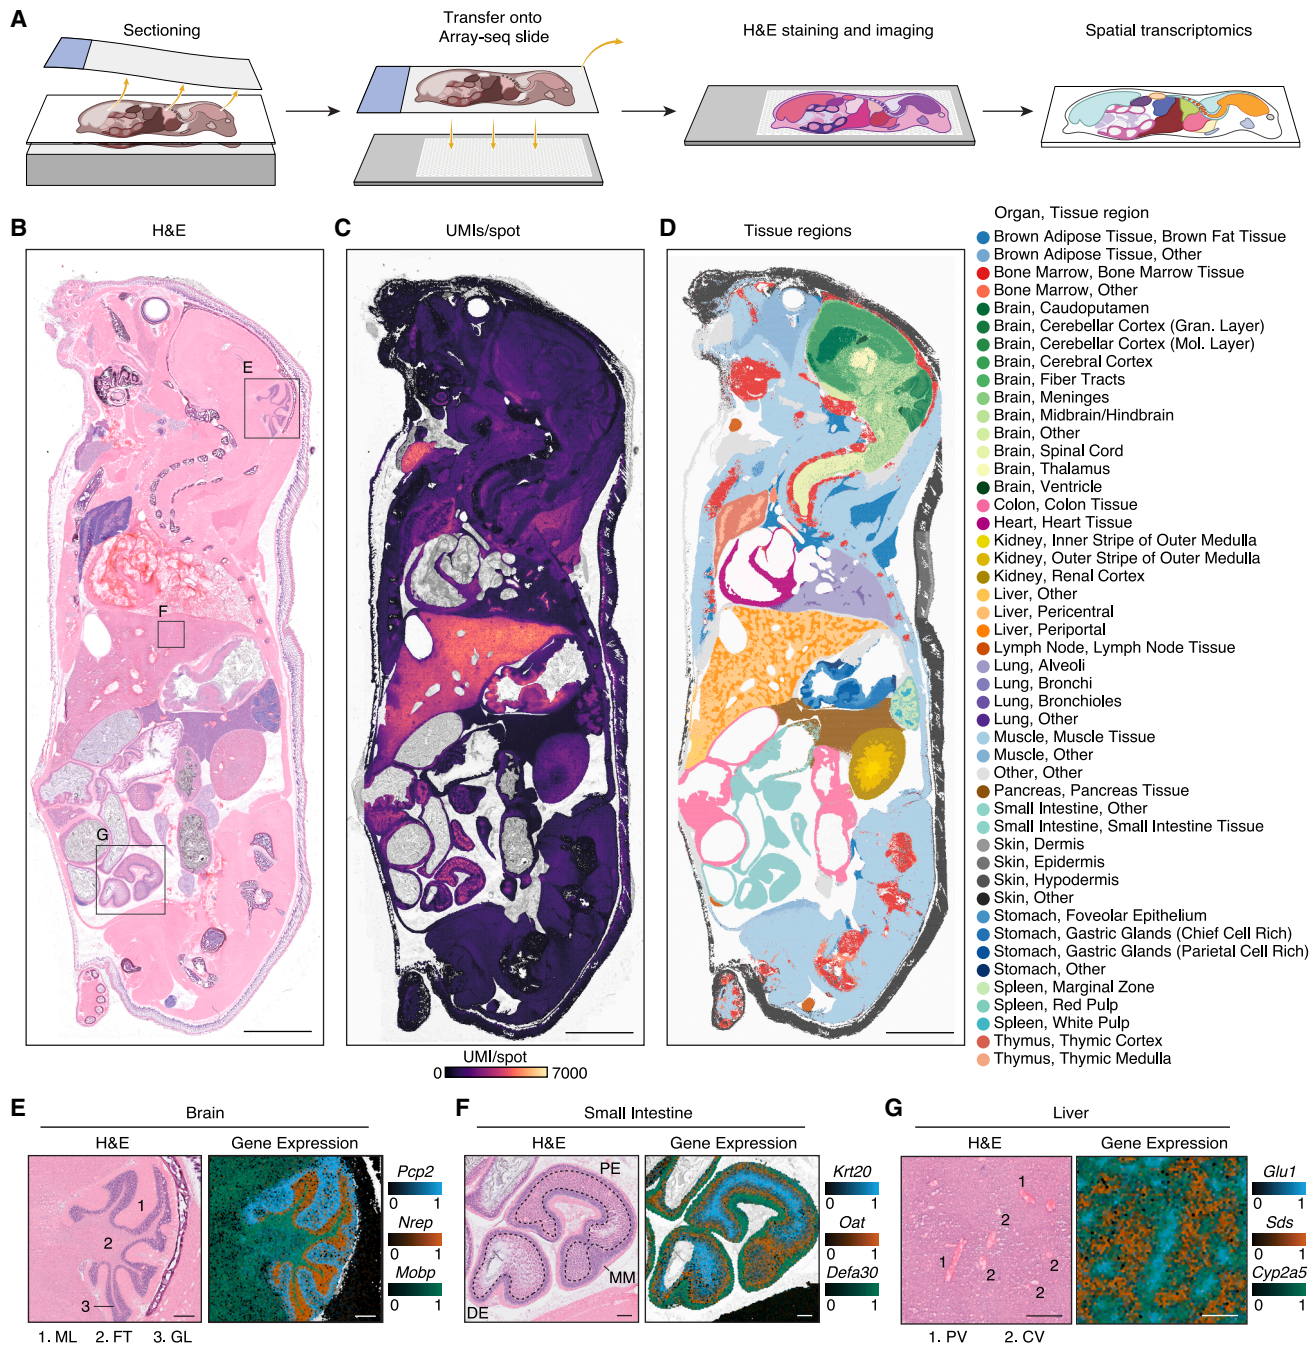 A
Sectioning
Transfer onto
Array-seq slide
H&E staining and imaging
Spatial transcriptomics
B
H&E
E
F
G
C
UMIs/spot
UMI/spot
0
7000
D
Tissue regions
Organ, Tissue region
Brown Adipose Tissue, Brown Fat Tissue
Brown Adipose Tissue, Other
Bone Marrow, Bone Marrow Tissue
Bone Marrow, Other
Brain, Caudoputamen
Brain, Cerebellar Cortex (Gran. Layer)
Brain, Cerebellar Cortex (Mol. Layer)
Brain, Cerebral Cortex
Brain, Fiber Tracts
Brain, Meninges
Brain, Midbrain/Hindbrain
Brain, Other
Brain, Spinal Cord
Brain, Thalamus
Brain, Ventricle
Colon, Colon Tissue
Heart, Heart Tissue
Kidney, Inner Stripe of Outer Medulla
Kidney, Outer Stripe of Outer Medulla
Kidney, Renal Cortex
Liver, Other
Liver, Pericentral
Liver, Periportal
Lymph Node, Lymph Node Tissue
Lung, Alveoli
Lung, Bronchi
Lung, Bronchioles
Lung, Other
Muscle, Muscle Tissue
Muscle, Other
Other, Other
Pancreas, Pancreas Tissue
Small Intestine, Other
Small Intestine, Small Intestine Tissue
Skin, Dermis
Skin, Epidermis
Skin, Hypodermis
Skin, Other
Stomach, Foveolar Epithelium
Stomach, Gastric Glands (Chief Cell Rich)
Stomach, Gastric Glands (Parietal Cell Rich)
Stomach, Other
Spleen, Marginal Zone
Spleen, Red Pulp
Spleen, White Pulp
Thymus, Thymic Cortex
Thymus, Thymic Medulla
E
Brain
H&E
Gene Expression
1
2
3
Pcp2
0 1
Nrep
0 1
Mobp
0 1
1. ML 2. FT 3. GL
F
Small Intestine
H&E
Gene Expression
PE
MM
DE
Krt20
0 1
Oat
0 1
Defa30
0 1
G
Liver
H&E
Gene Expression
1
2
2
1
2
2
2
Glu1
0 1
Sds
0 1
Cyp2a5
0 1
1. PV 2. CV